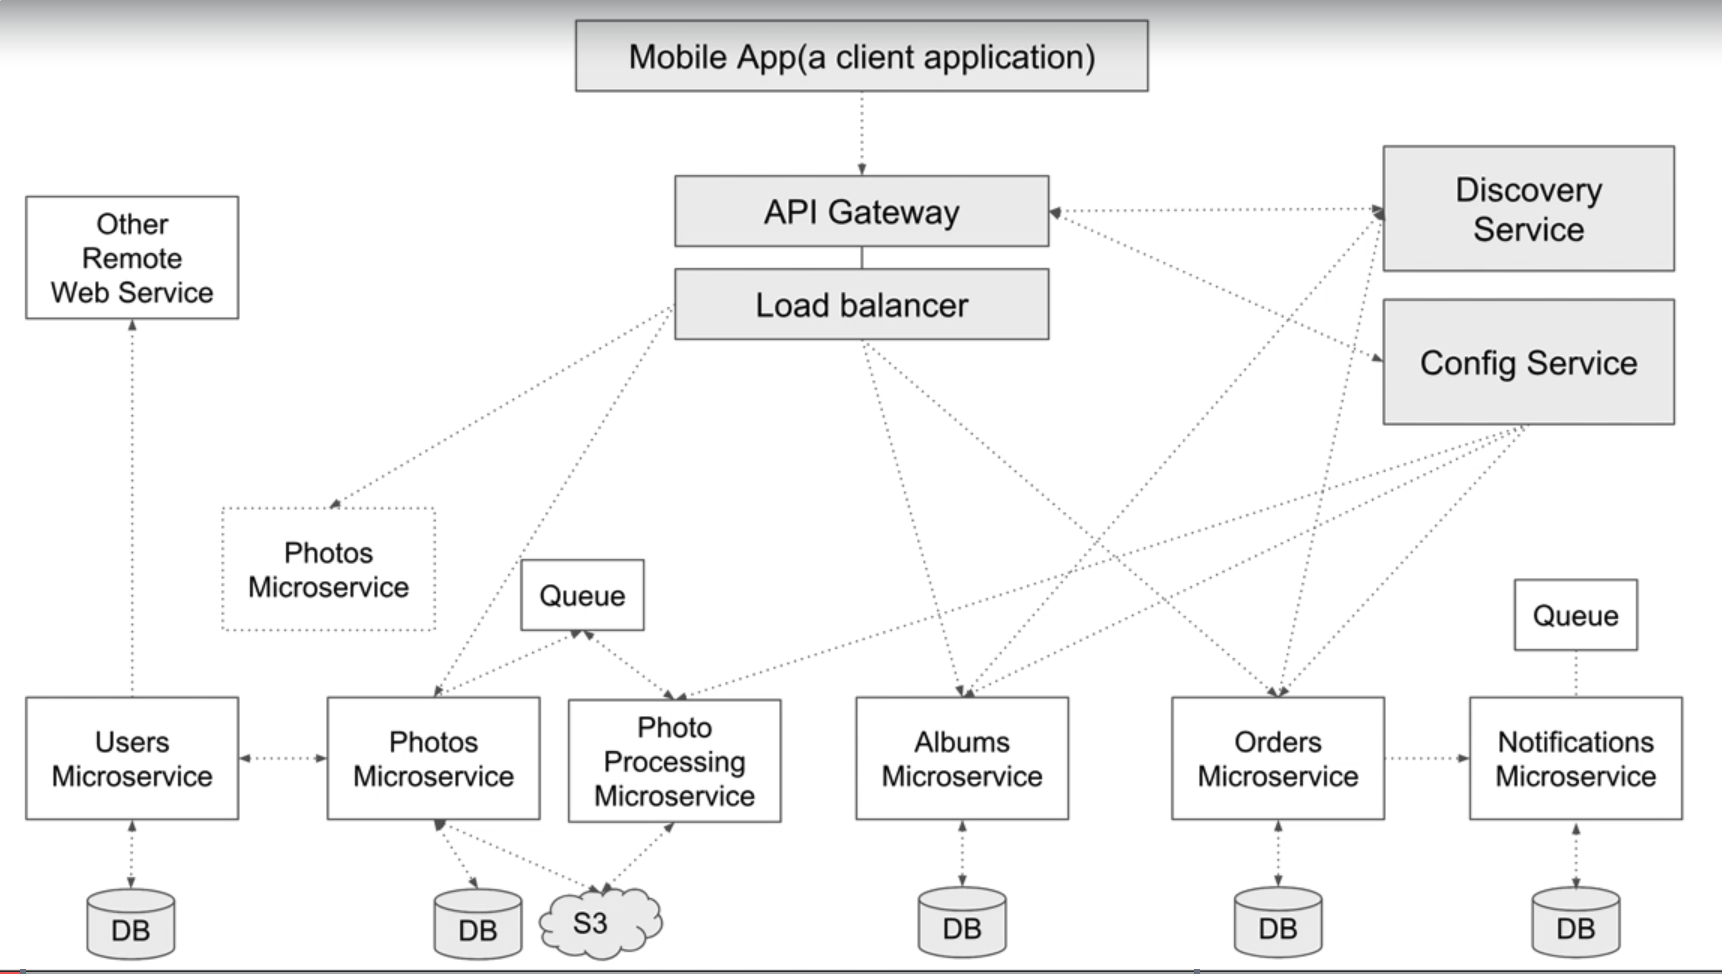 Mobile App(a client application)
API Gateway
Discovery
Service
Other
Remote
Web Service
Load balancer
Config Service
Photos
Microservice
Queue
Queue
Users
Microservice
Photos
Microservice
Photo
Processing
Microservice
Albums
Microservice
Orders
Microservice
Notifications
Microservice
DB
DB
S3
DB
DB
DB